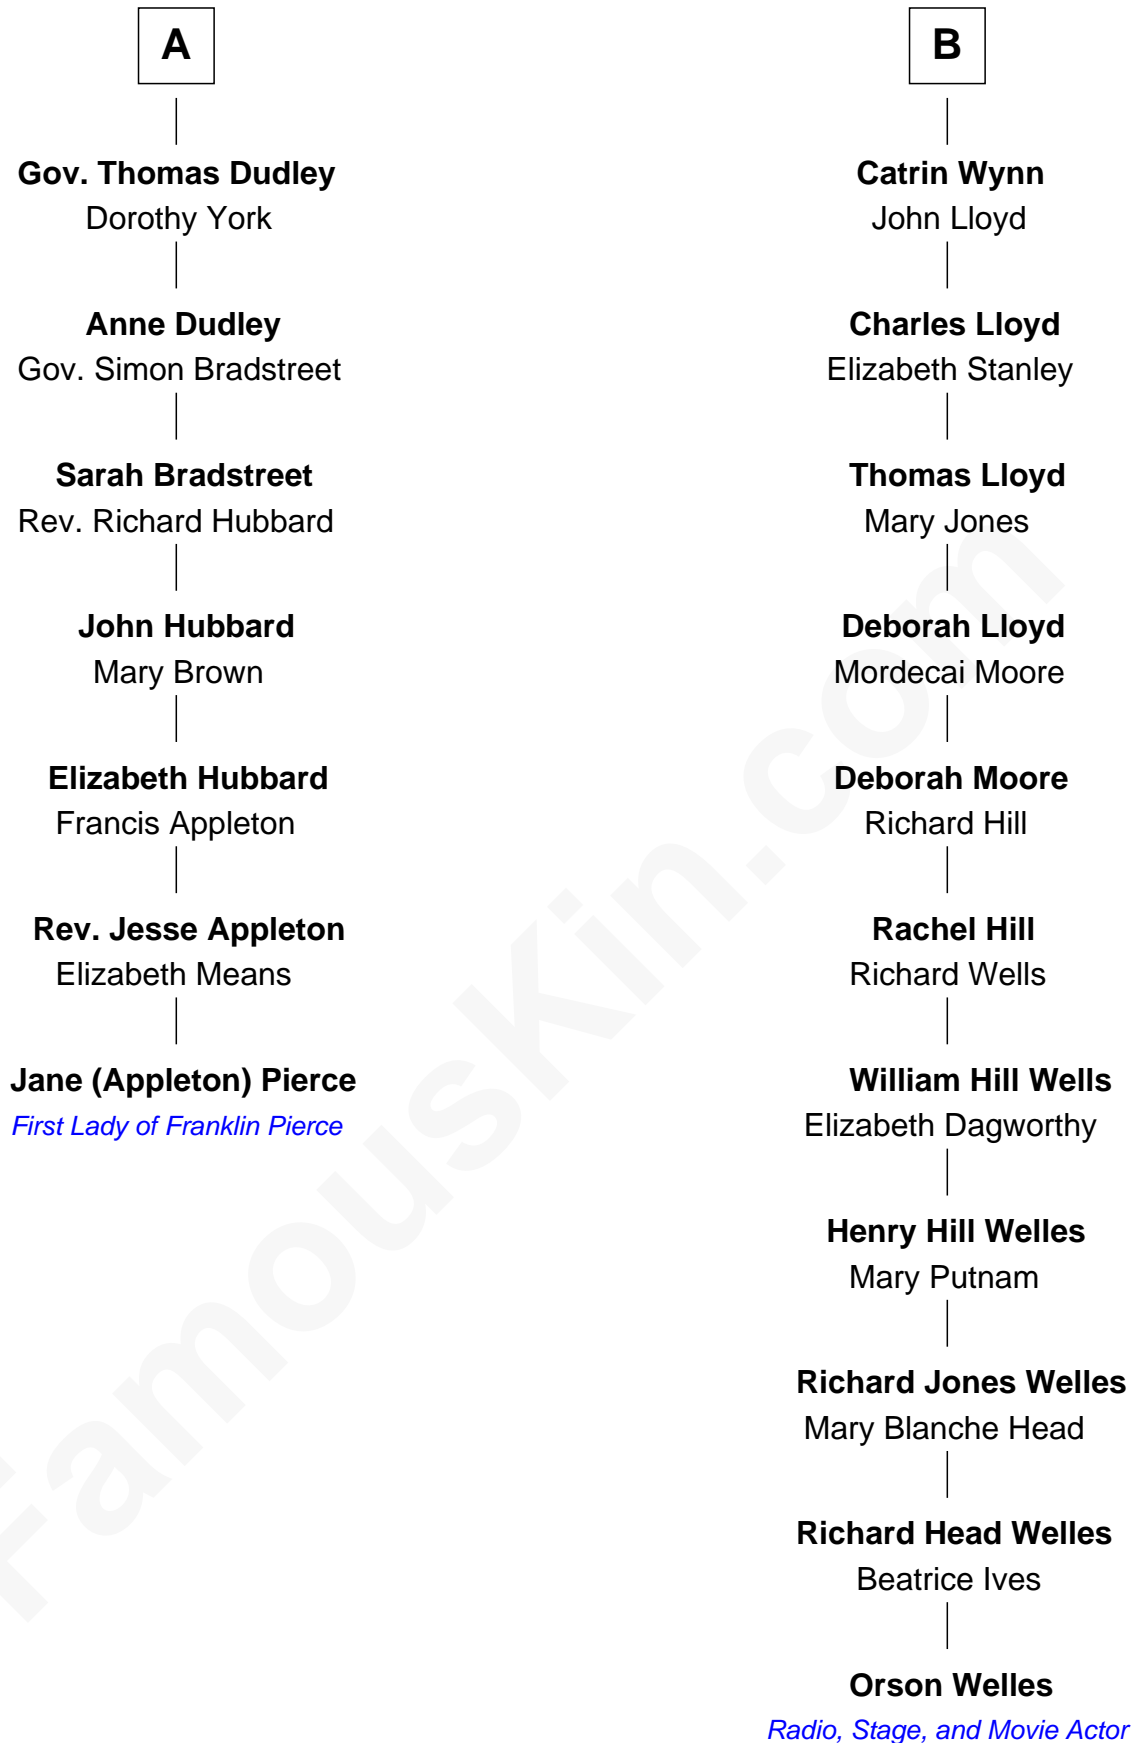 A
Gov. Thomas Dudley
Dorothy York
Anne Dudley
Gov. Simon Bradstreet
Sarah Bradstreet
Rev. Richard Hubbard
John Hubbard
Mary Brown
Elizabeth Hubbard
Francis Appleton
Rev. Jesse Appleton
Elizabeth Means
Jane (Appleton) Pierce
First Lady of Franklin Pierce
B
Catrin Wynn
John Lloyd
Charles Lloyd
Elizabeth Stanley
Thomas Lloyd
Mary Jones
Deborah Lloyd
Mordecai Moore
Deborah Moore
Richard Hill
Rachel Hill
Richard Wells
William Hill Wells
Elizabeth Dagworthy
Henry Hill Welles
Mary Putnam
Richard Jones Welles
Mary Blanche Head
Richard Head Welles
Beatrice Ives
Orson Welles
Radio, Stage, and Movie Actor
FamousKin.com